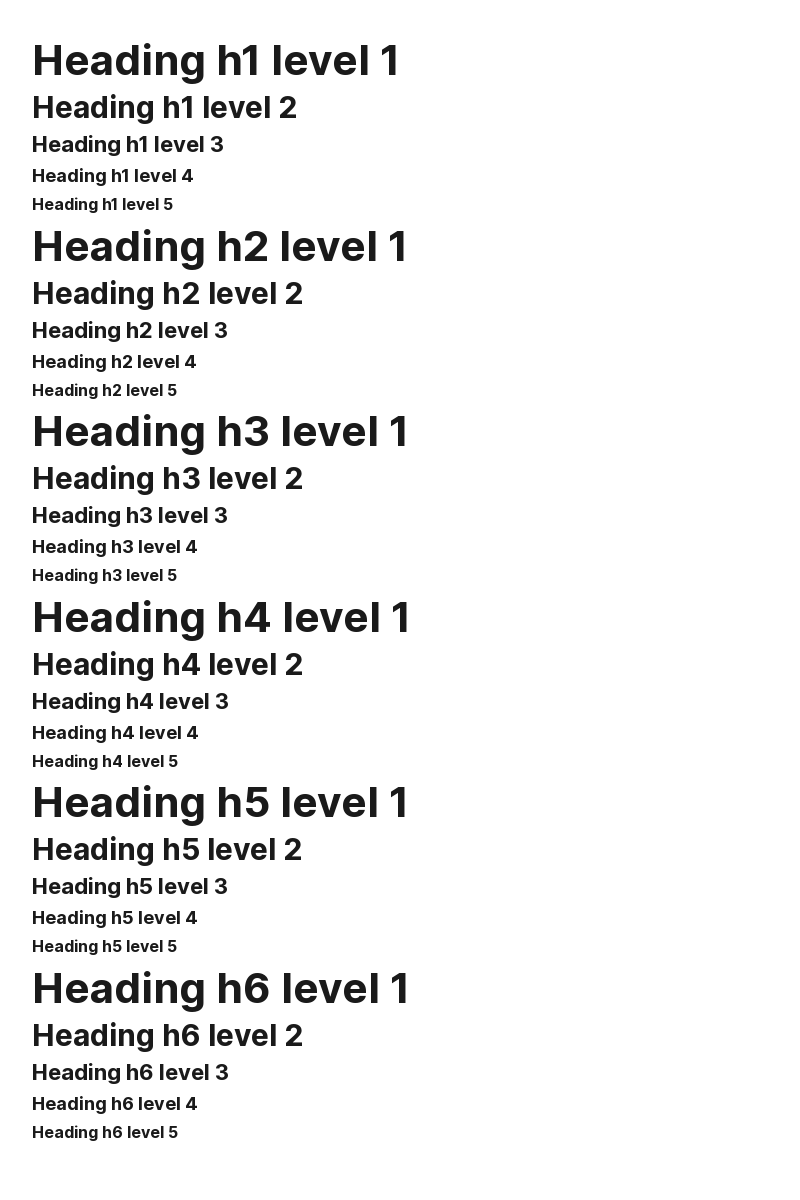 Heading h1 level 1
Heading h1 level 2
Heading h1 level 3
Heading h1 level 4
Heading h1 level 5
Heading h2 level 1
Heading h2 level 2
Heading h2 level 3
Heading h2 level 4
Heading h2 level 5
Heading h3 level 1
Heading h3 level 2
Heading h3 level 3
Heading h3 level 4
Heading h3 level 5
Heading h4 level 1
Heading h4 level 2
Heading h4 level 3
Heading h4 level 4
Heading h4 level 5
Heading h5 level 1
Heading h5 level 2
Heading h5 level 3
Heading h5 level 4
Heading h5 level 5
Heading h6 level 1
Heading h6 level 2
Heading h6 level 3
Heading h6 level 4
Heading h6 level 5